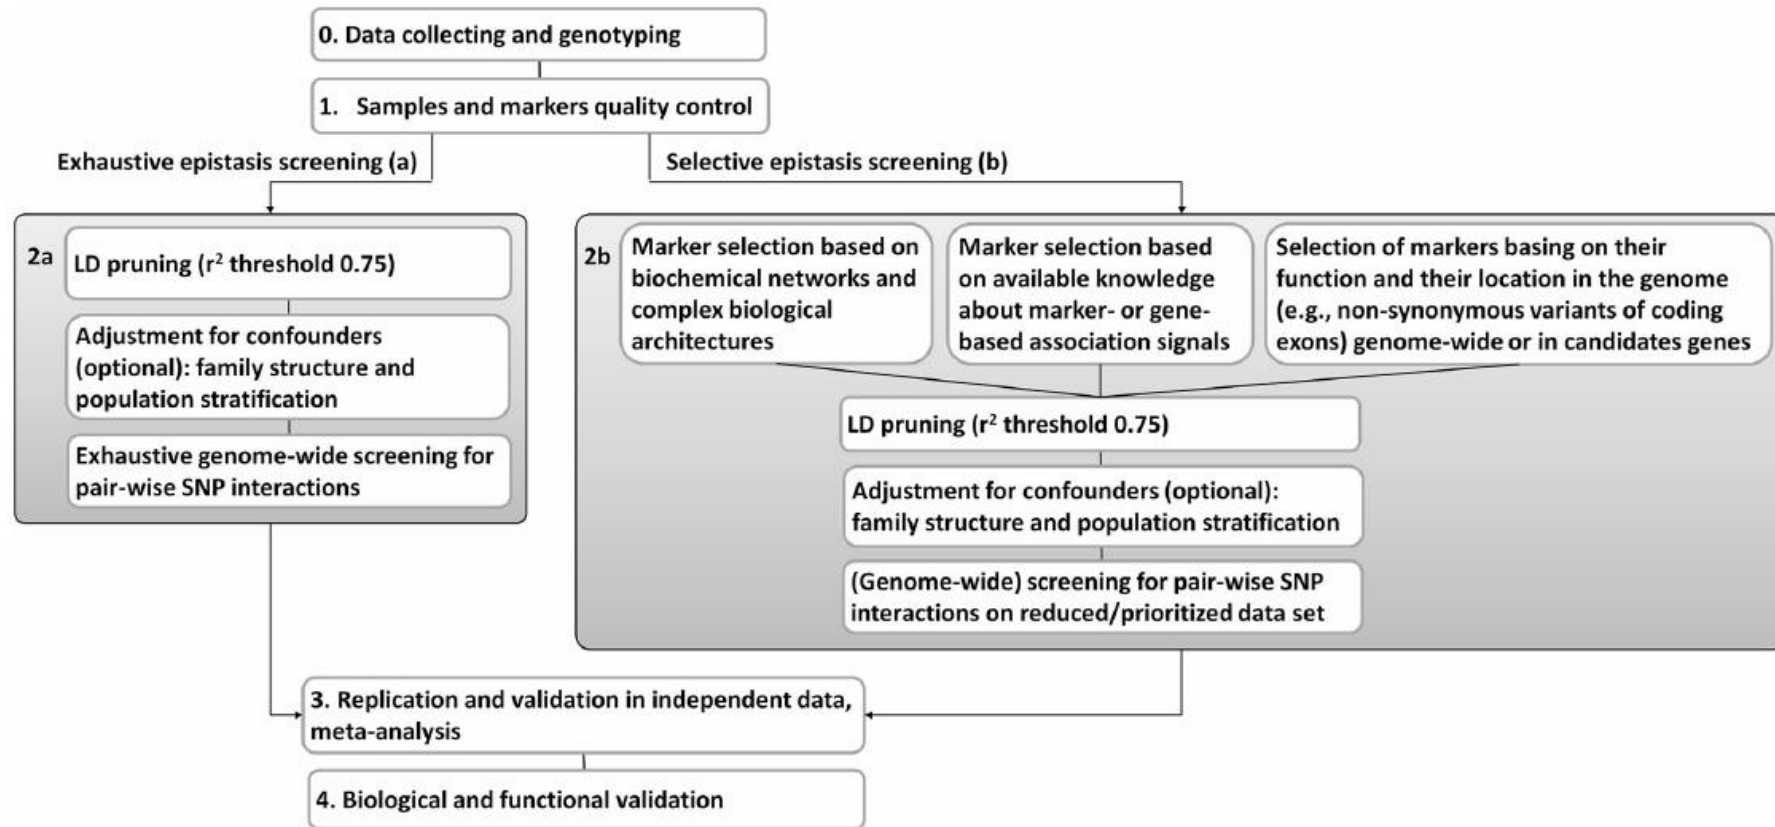 0. Data collecting and genotyping
1. Samples and markers quality control
Exhaustive epistasis screening (a)
Selective epistasis screening (b)
2a
LD pruning (r² threshold 0.75)
Adjustment for confounders
(optional): family structure and
population stratification
Exhaustive genome-wide screening for
pair-wise SNP interactions
2b
Marker selection based on
biochemical networks and
complex biological
architectures
Marker selection based
on available knowledge
about marker- or gene-
based association signals
Selection of markers basing on their
function and their location in the genome
(e.g., non-synonymous variants of coding
exons) genome-wide or in candidates genes
LD pruning (r² threshold 0.75)
Adjustment for confounders (optional):
family structure and population stratification
(Genome-wide) screening for pair-wise SNP
interactions on reduced/prioritized data set
3. Replication and validation in independent data,
meta-analysis
4. Biological and functional validation